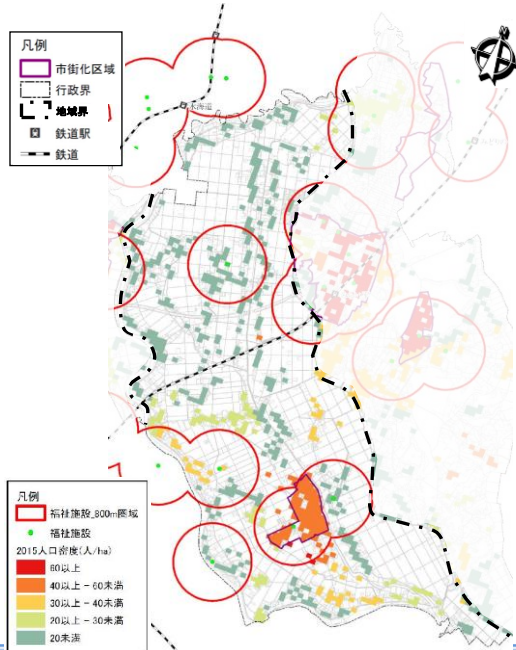 凡例
市街化区域
行政界
地域界
鉄道駅
鉄道
凡例
福祉施設_800m圏域
福祉施設
2015人口密度(人/ha)
60以上
40以上 - 60未満
30以上 - 40未満
20以上 - 30未満
20未満